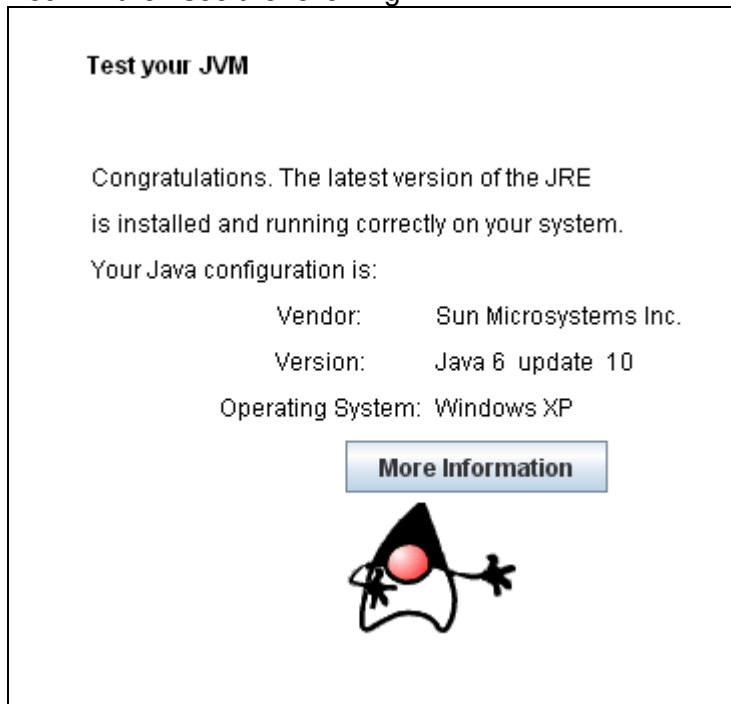 Test your JVM
Congratulations. The latest version of the JRE
is installed and running correctly on your system.
Your Java configuration is:
Vendor: Sun Microsystems Inc.
Version: Java 6 update 10
Operating System: Windows XP
More Information